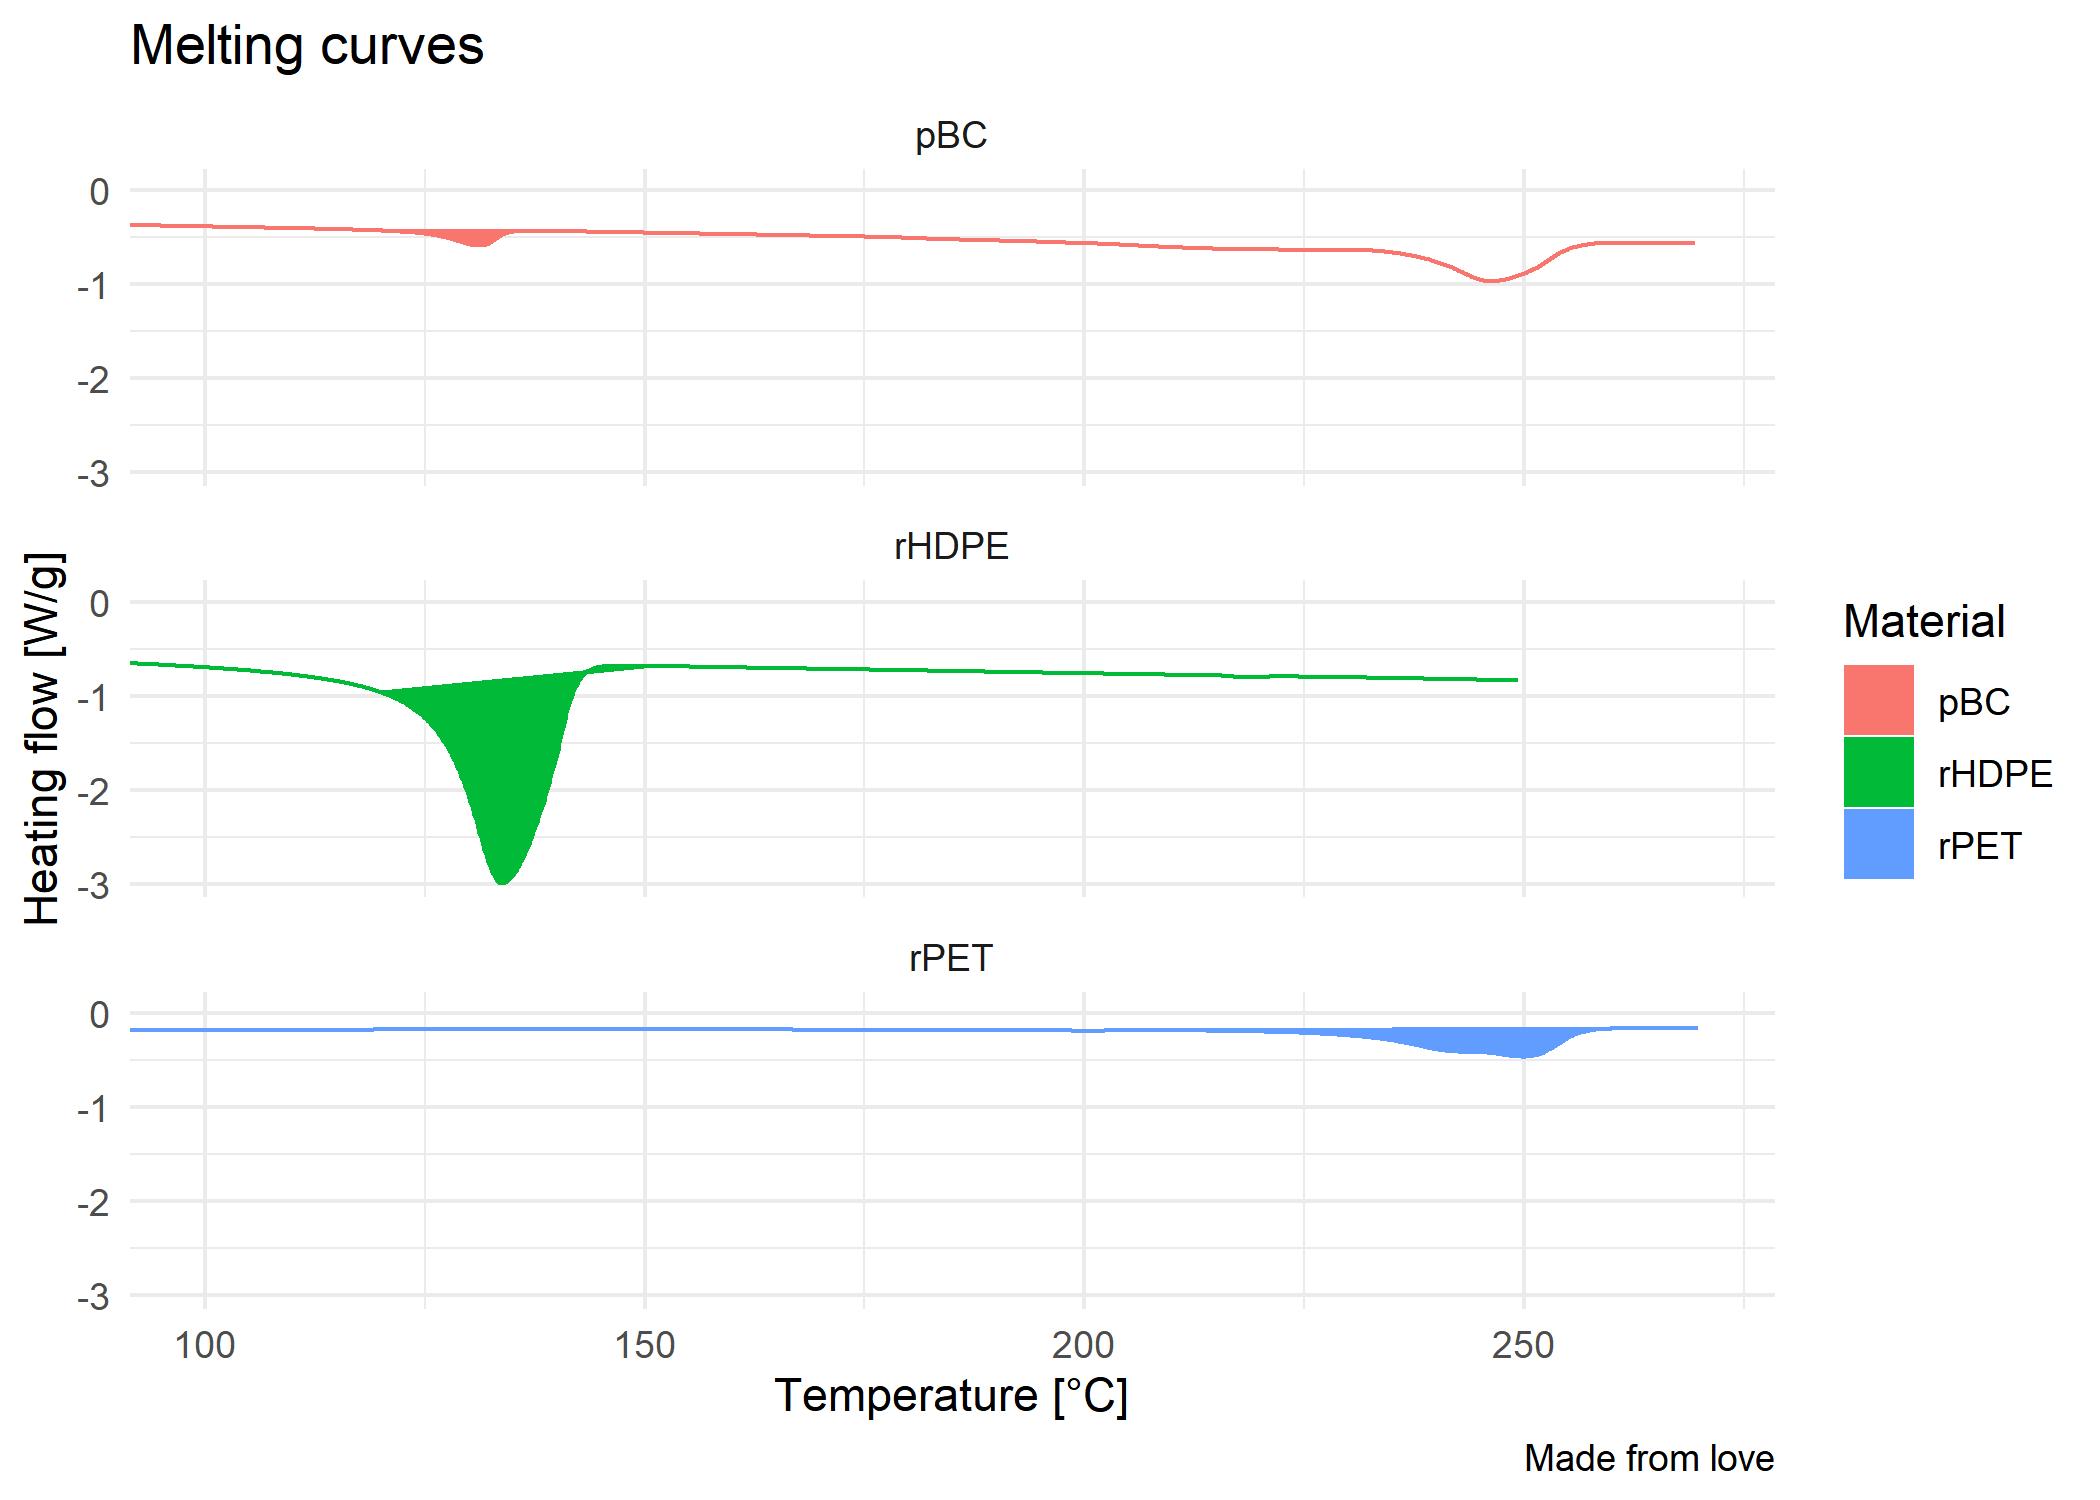 Melting curves
pBC
0
-1
-2
-3
rHDPE
0
-1
-2
-3
rPET
0
-1
-2
-3
100 150 200 250
Temperature [°C]
Heating flow [W/g]
Material
pBC
rHDPE
rPET
Made from love